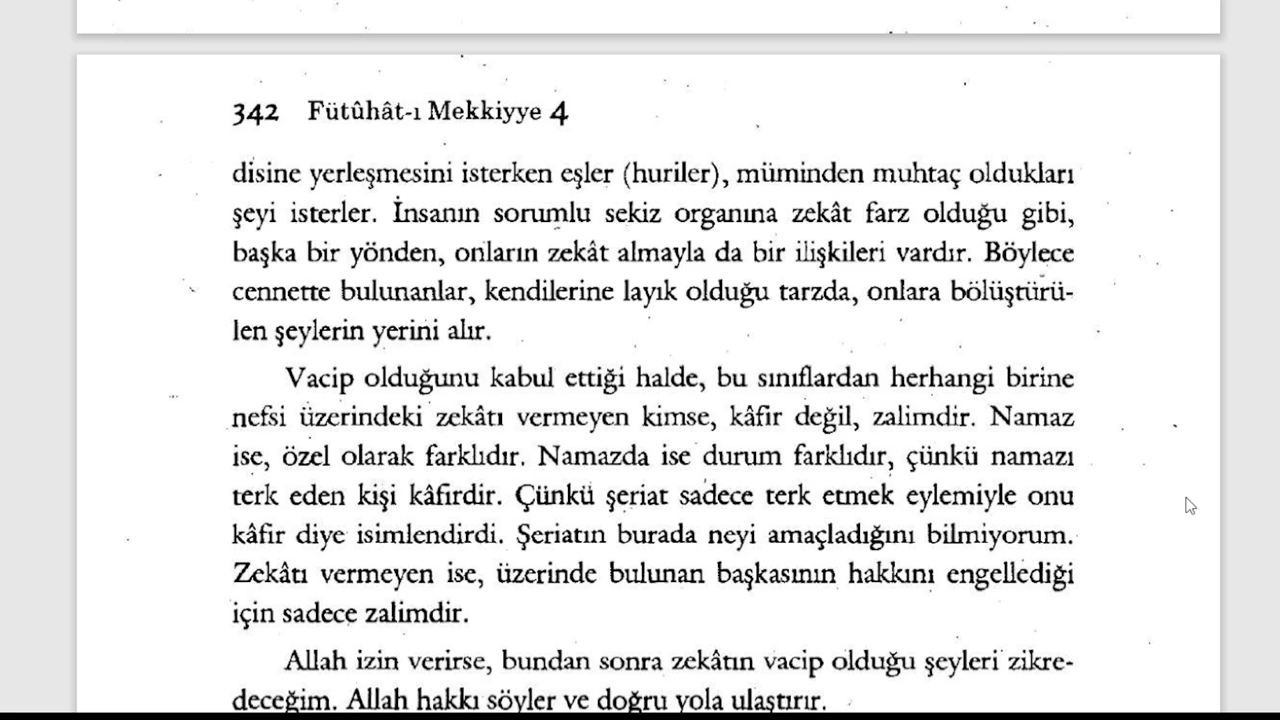 342 Fütûhât-ı Mekkiyye 4
disine yerleşmesini isterken eşler (huriler), müminden muhtaç oldukları
şeyi isterler. İnsanın sorumlu sekiz organına zekât farz olduğu gibi,
başka bir yönden, onların zekât almayla da bir ilişkileri vardır. Böylece
cennette bulunanlar, kendilerine layık olduğu tarzda, onlara bölüştürü-
len şeylerin yerini alır.
Vacip olduğunu kabul ettiği halde, bu sınıflardan herhangi birine
nefsi üzerindeki zekâtı vermeyen kimse, kâfir değil, zalimdir. Namaz
ise, özel olarak farklıdır. Namazda ise durum farklıdır, çünkü namazı
terk eden kişi kâfirdir. Çünkü şeriat sadece terk etmek eylemiyle onu
kâfir diye isimlendirdi. Şeriatın burada neyi amaçladığını bilmiyorum.
Zekâtı vermeyen ise, üzerinde bulunan başkasının hakkını engellediği
için sadece zalimdir.
Allah izin verirse, bundan sonra zekâtın vacip olduğu şeyleri zikre-
deceğim. Allah hakkı söyler ve doğru yola ulaştırır.